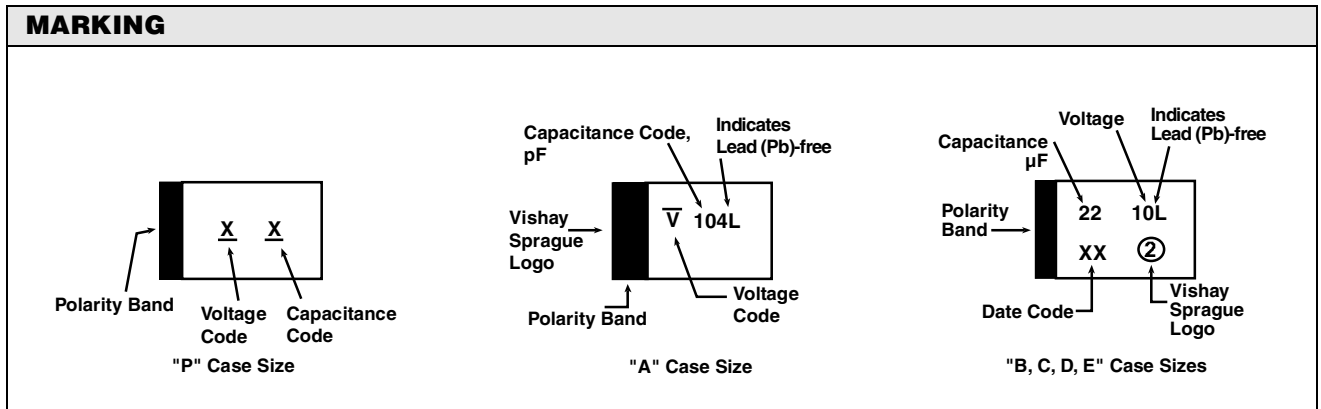 MARKING
X X
Polarity Band
Voltage
Code
Capacitance
Code
"P" Case Size
Capacitance Code,
pF
Indicates
Lead (Pb)-free
V 104L
Vishay
Sprague
Logo
Polarity Band
Voltage
Code
"A" Case Size
Capacitance
µF
Voltage
Indicates
Lead (Pb)-free
Polarity
Band
22 10L
XX 2
Date Code
Vishay
Sprague
Logo
"B, C, D, E" Case Sizes